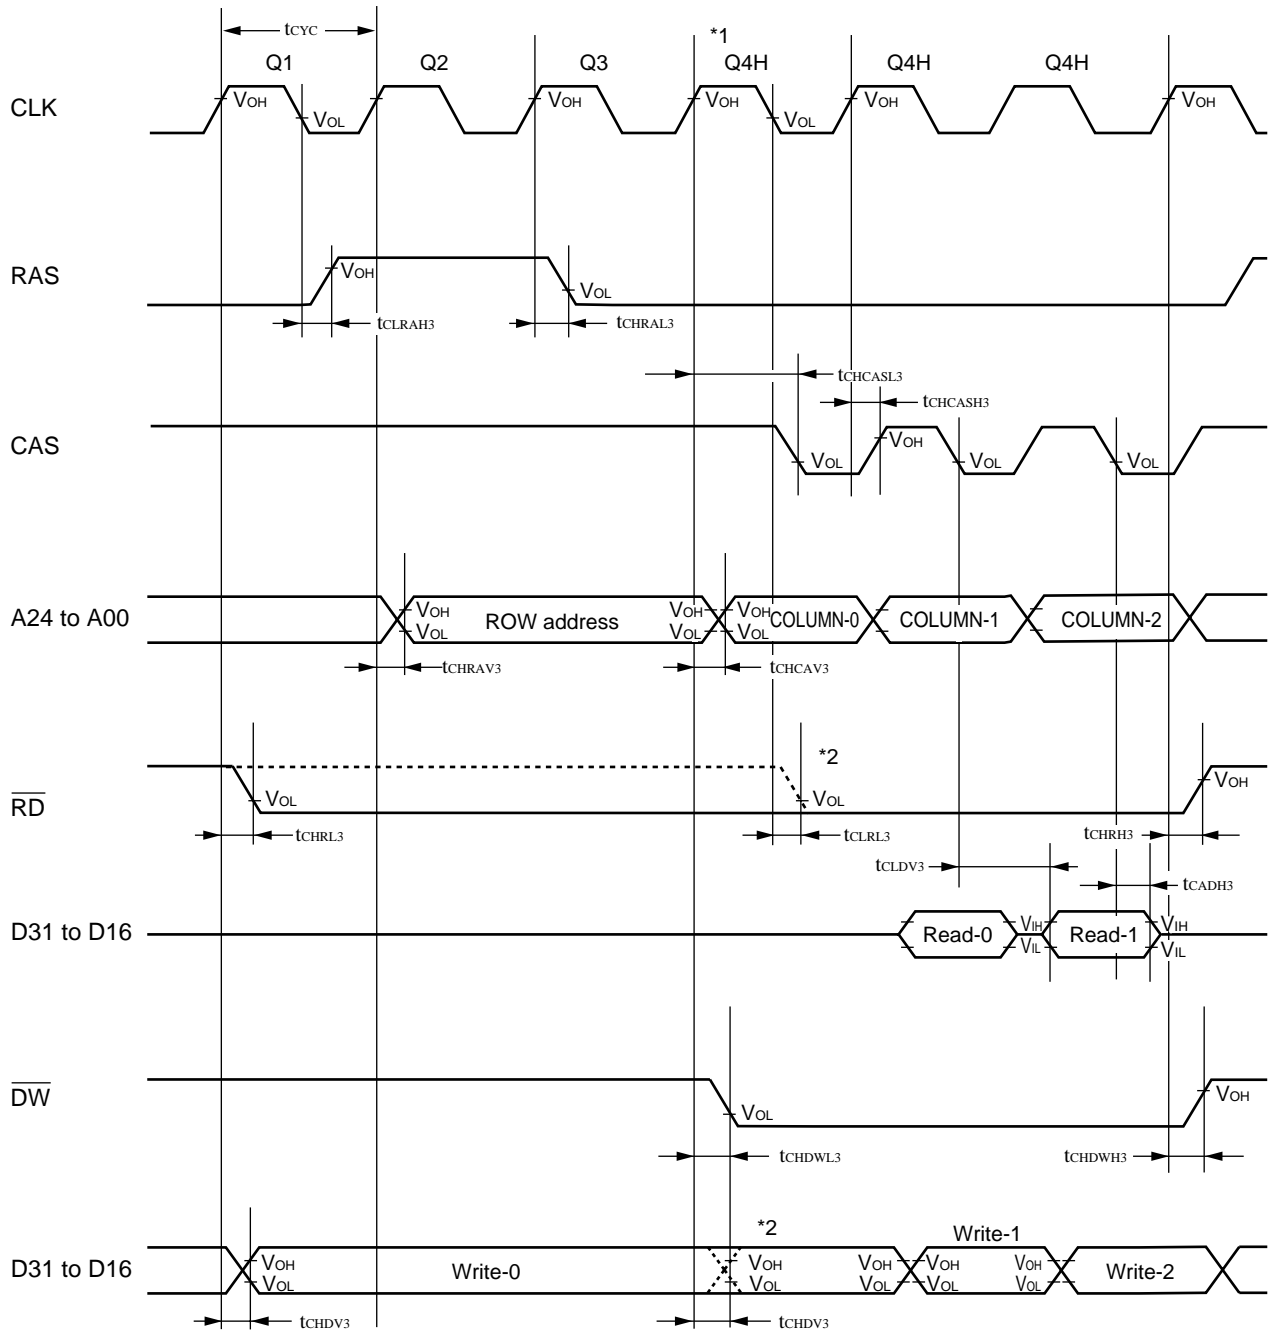 tCYC
*1
Q1 Q2 Q3 Q4H Q4H Q4H
CLK
VOH VOL VOH VOH VOL VOH VOH
RAS
VOH VOL
tCLRAH3 tCHRAL3
tCHCASL3
tCHCASH3
CAS
VOL VOH VOL VOL
A24 to A00
VOH VOL ROW address VOH VOL VOH VOL COLUMN-0 COLUMN-1 COLUMN-2
tCHRAV3 tCHCAV3
*2
RD
VOL VOL VOH
tCHRL3 tCLRL3 tCHRH3
tCLDV3
tCADH3
D31 to D16
Read-0 VIH VIL Read-1 VIH VIL
DW
VOL VOH
tCHDWL3 tCHDWH3
*2 Write-1
D31 to D16
VOH VOL Write-0 VOH VOL VOH VOL VOH VOL VOH VOL Write-2
tCHDV3 tCHDV3